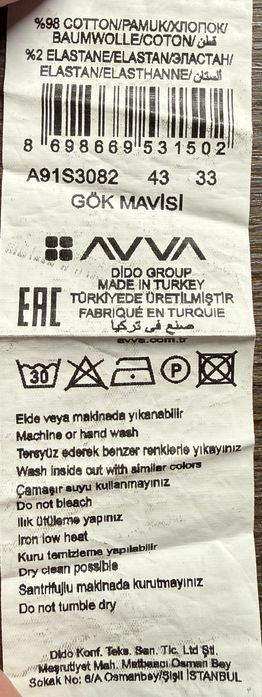 %98 COTTON/PAMUK/ХЛОПОК/
BAUMWOLLE/COTON/ قطن
%2 ELASTANE/ELASTAN/ЭЛАСТАН/
ELASTAN/ELASTHANNE/ الستان
8 698669 531502
A91S3082 43 33
GÖK MAVİSİ
AVVA
DİDO GROUP
MADE IN TURKEY
EAC TÜRKİYEDE ÜRETİLMİŞTİR
FABRIQUÉ EN TURQUIE
صنع في تركيا
avva.com.tr
30 P
Elde veya makinada yıkanabilir
Machine or hand wash
Tersyüz ederek benzer renklerle yıkayınız
Wash inside out with similar colors
Çamaşır suyu kullanmayınız
Do not bleach
Ilık ütüleme yapınız
Iron low heat
Kuru temizleme yapılabilir
Dry clean possible
Santrifujlu makinada kurutmayınız
Do not tumble dry
Dido Konf. Teks. San. Tic. Ltd Şti.
Meşrutiyet Mah. Matbaacı Osman Bey
Sokak No: 6/A Osmanbey/Şişli İSTANBUL